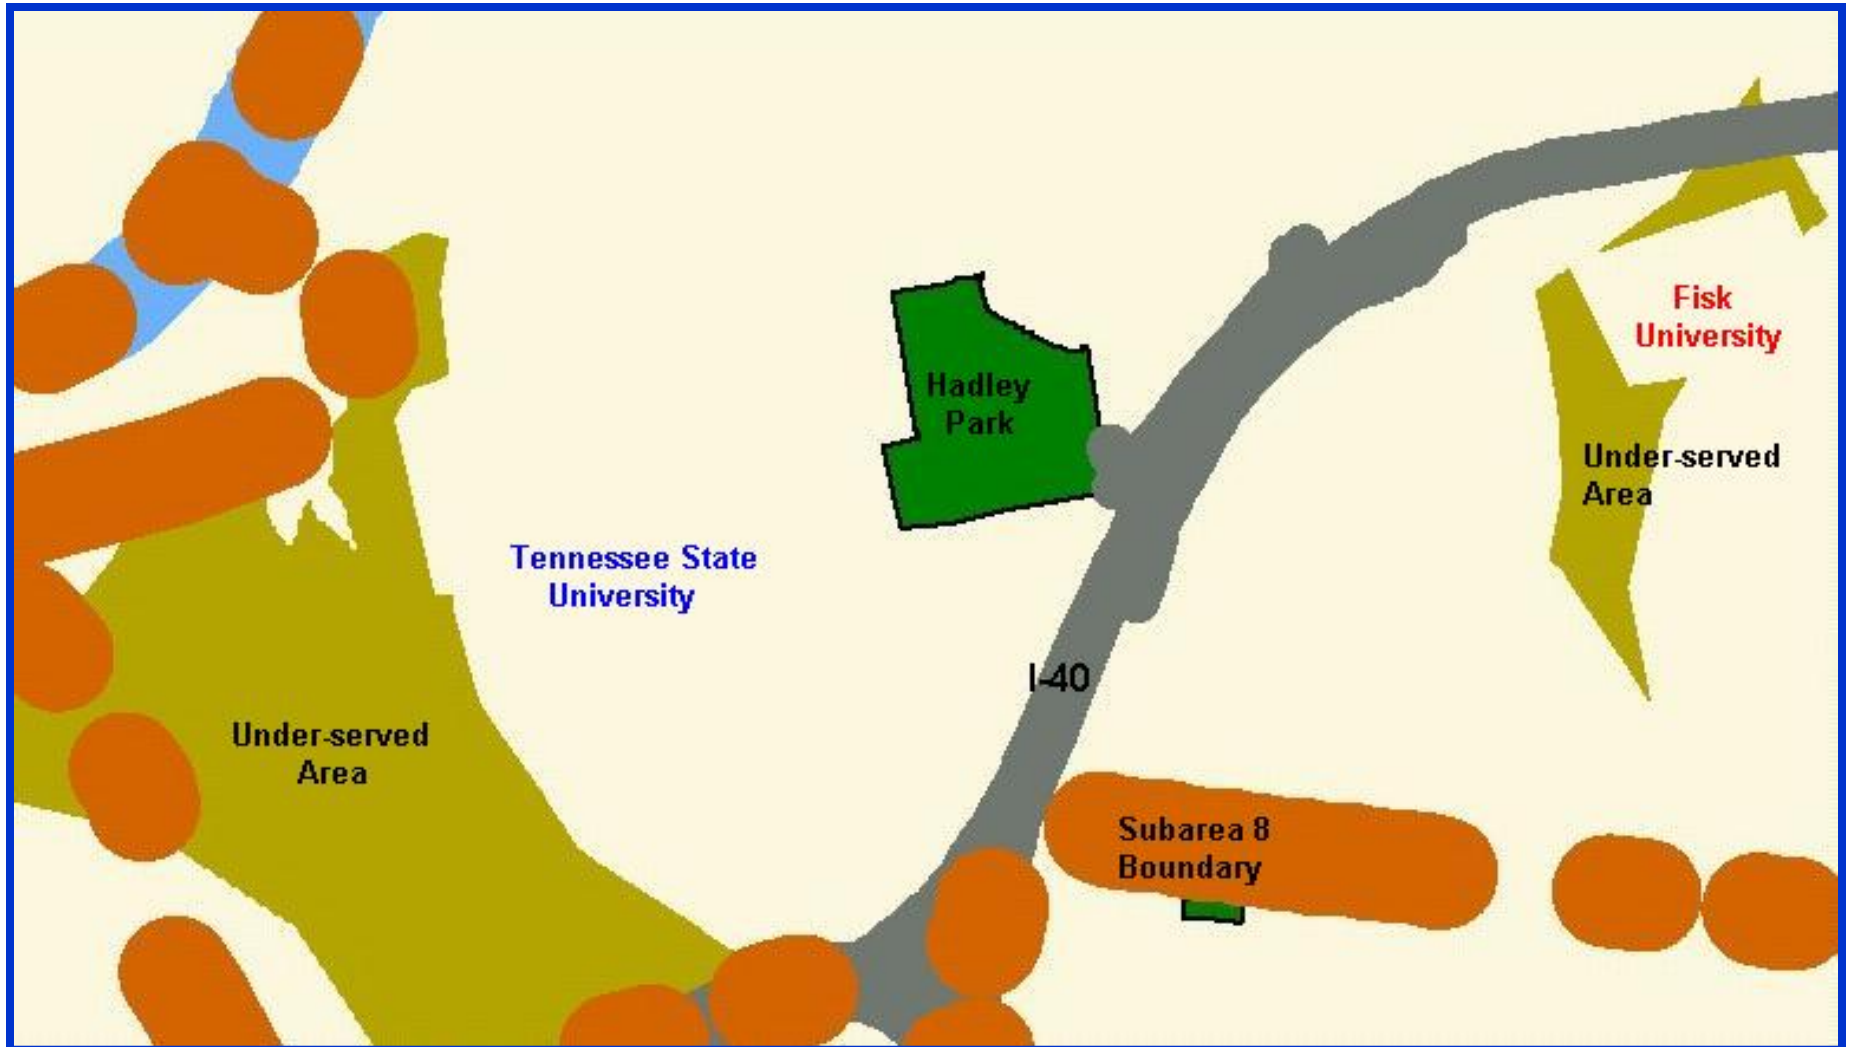 Fisk
University
Hadley
Park
Under-served
Area
Tennessee State
University
I-40
Under-served
Area
Subarea 8
Boundary